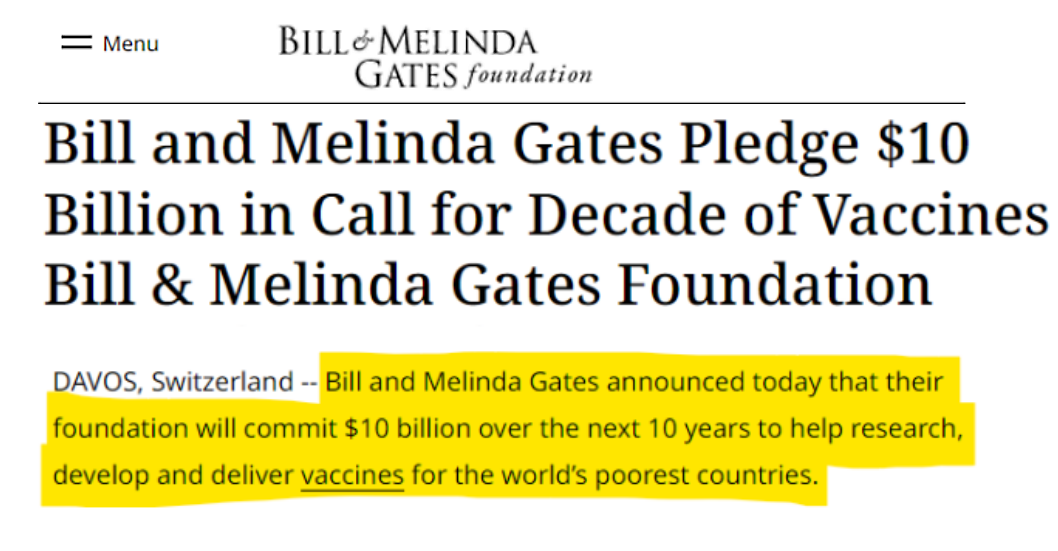 Menu
BILL & MELINDA
GATES foundation
Bill and Melinda Gates Pledge $10
Billion in Call for Decade of Vaccines
Bill & Melinda Gates Foundation
DAVOS, Switzerland -- Bill and Melinda Gates announced today that their
foundation will commit $10 billion over the next 10 years to help research,
develop and deliver vaccines for the world’s poorest countries.